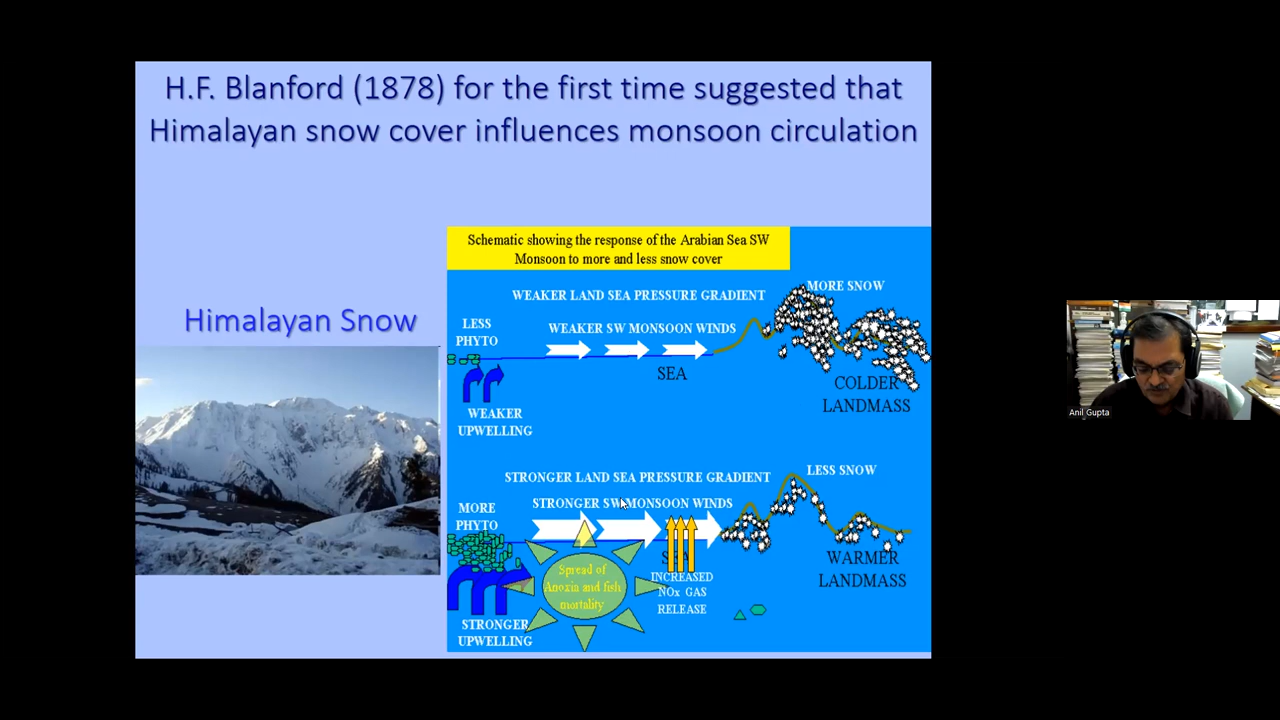 H.F. Blanford (1878) for the first time suggested that
Himalayan snow cover influences monsoon circulation
Himalayan Snow
Schematic showing the response of the Arabian Sea SW
Monsoon to more and less snow cover
WEAKER LAND SEA PRESSURE GRADIENT
MORE SNOW
LESS
PHYTO
WEAKER SW MONSOON WINDS
SEA
COLDER
LANDMASS
WEAKER
UPWELLING
STRONGER LAND SEA PRESSURE GRADIENT
LESS SNOW
STRONGER SW MONSOON WINDS
MORE
PHYTO
SEA
WARMER
LANDMASS
Spread of
Anoxia and fish
mortality
INCREASED
NOx GAS
RELEASE
STRONGER
UPWELLING
Anil Gupta